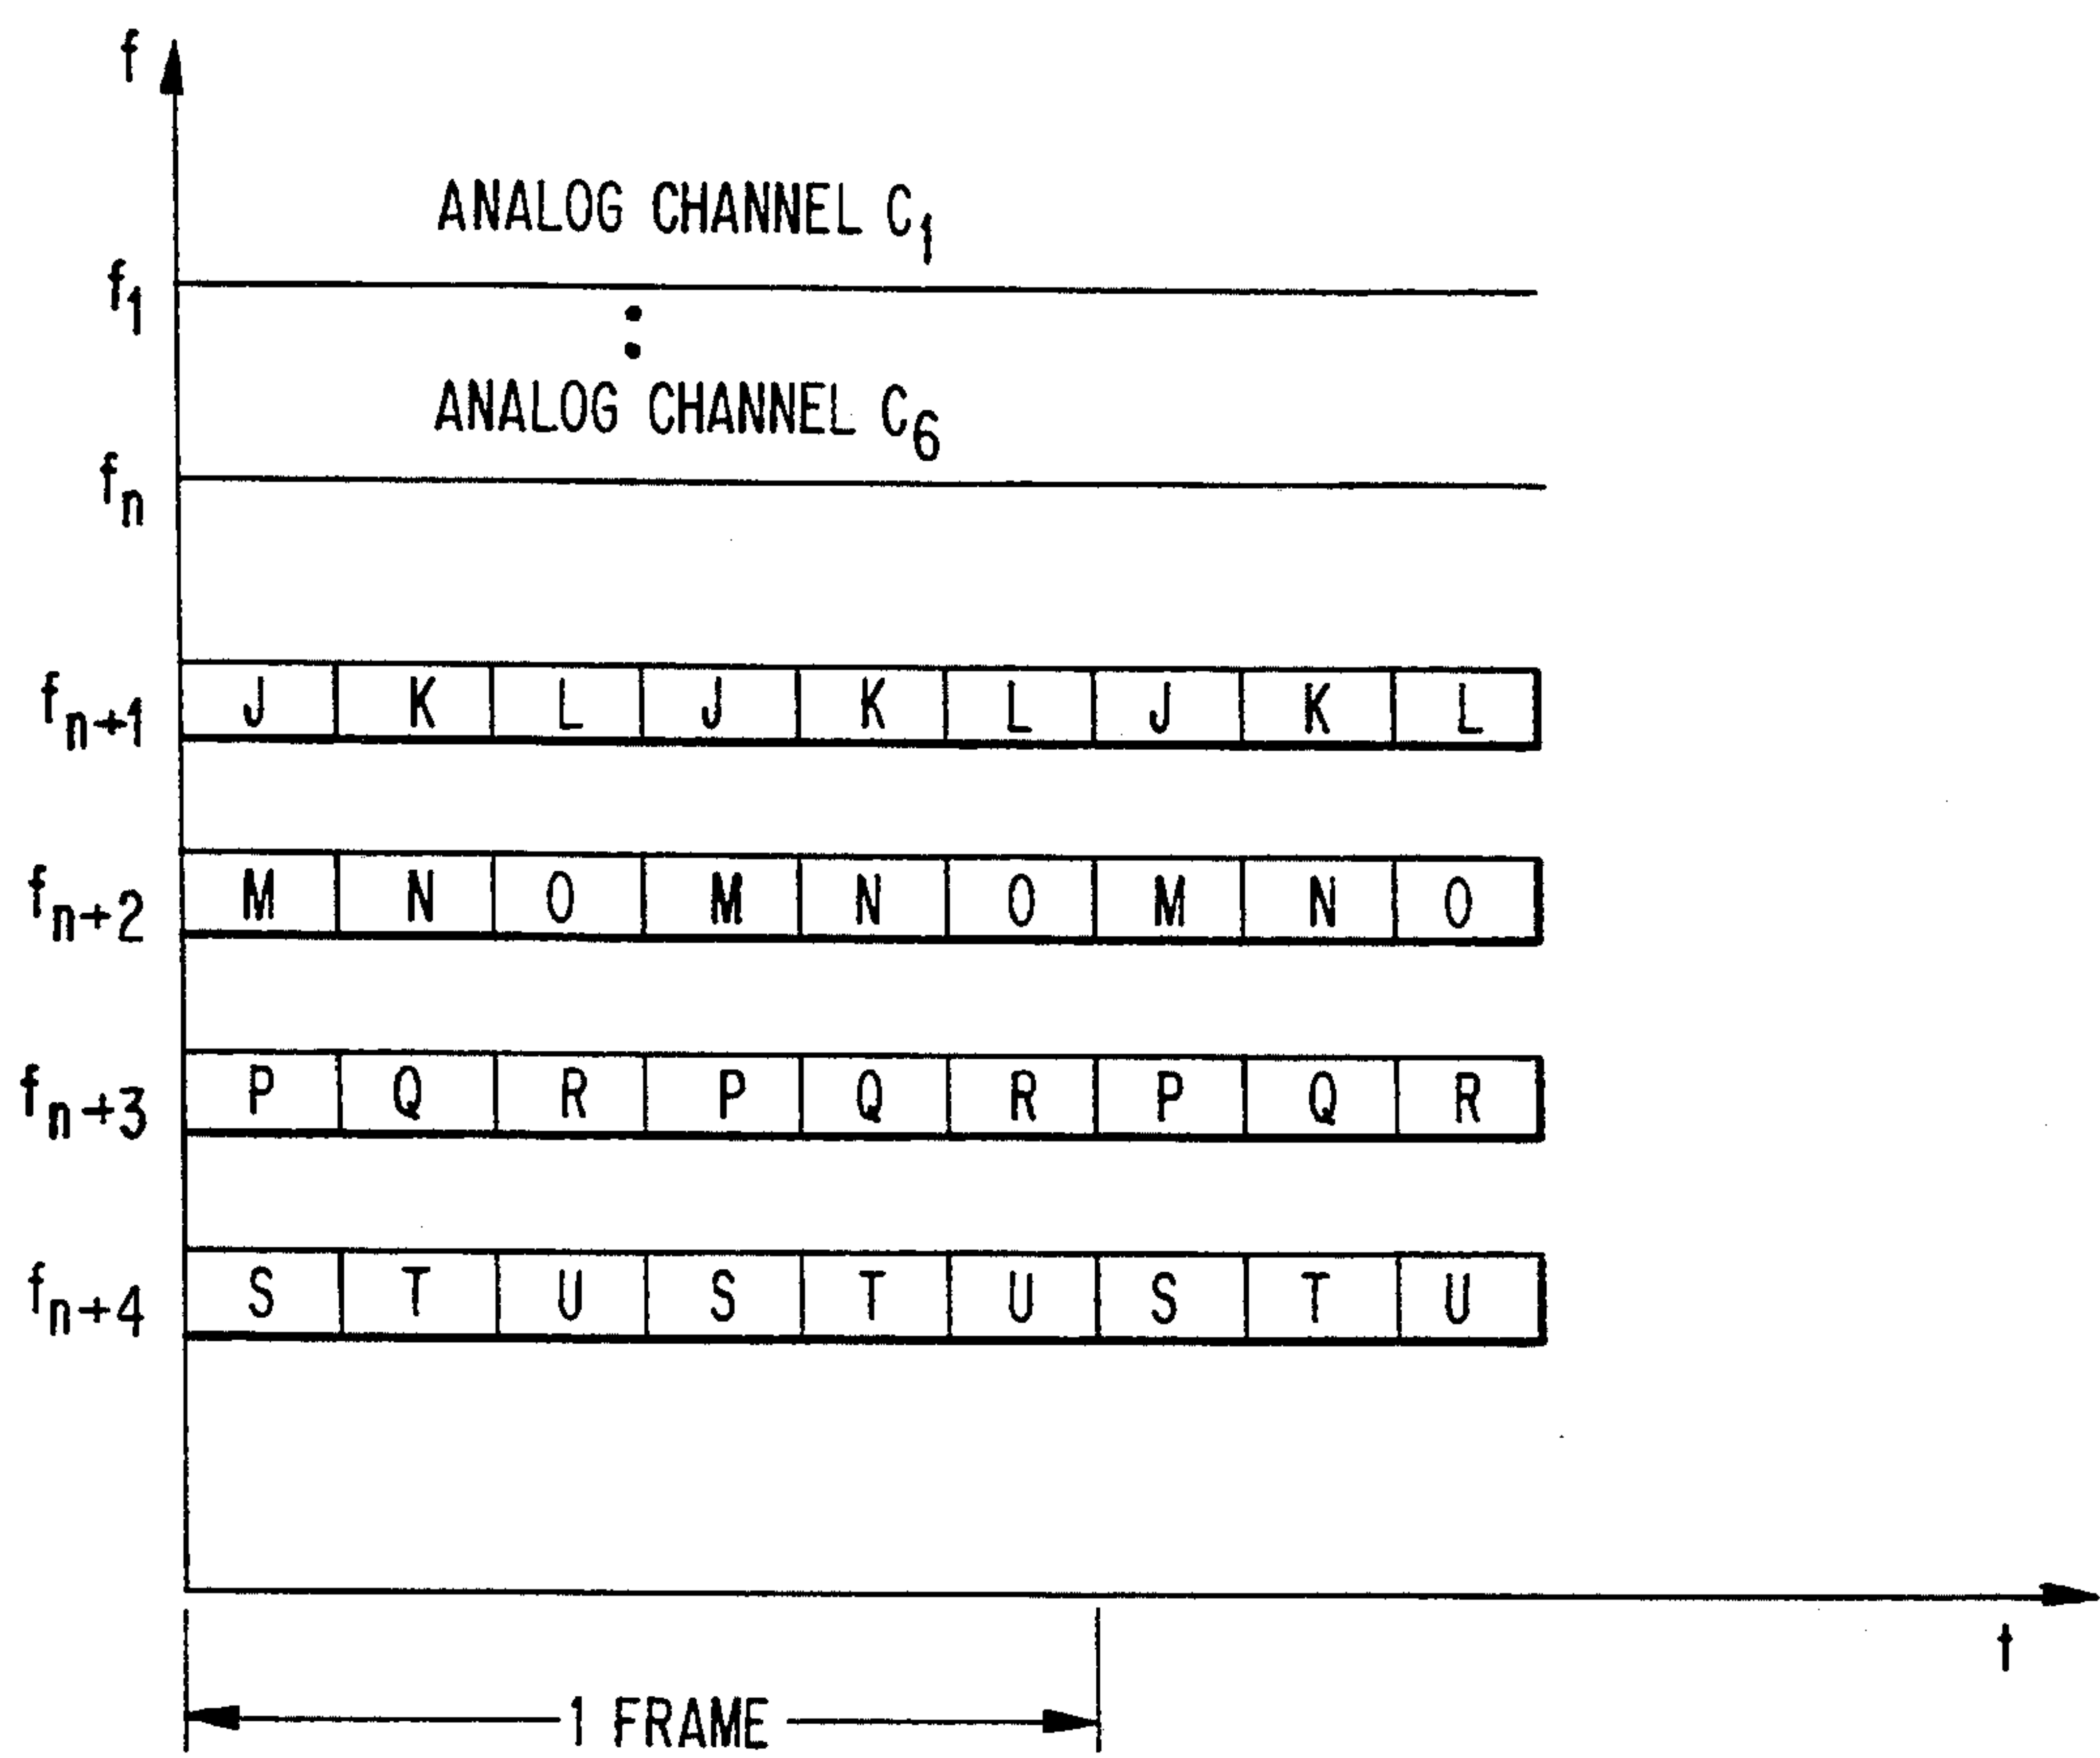 f
ANALOG CHANNEL C₁
f₁
ANALOG CHANNEL C₆
fₙ
fₙ₊₁ J K L J K L J K L
fₙ₊₂ M N O M N O M N O
fₙ₊₃ P Q R P Q R P Q R
fₙ₊₄ S T U S T U S T U
t
1 FRAME